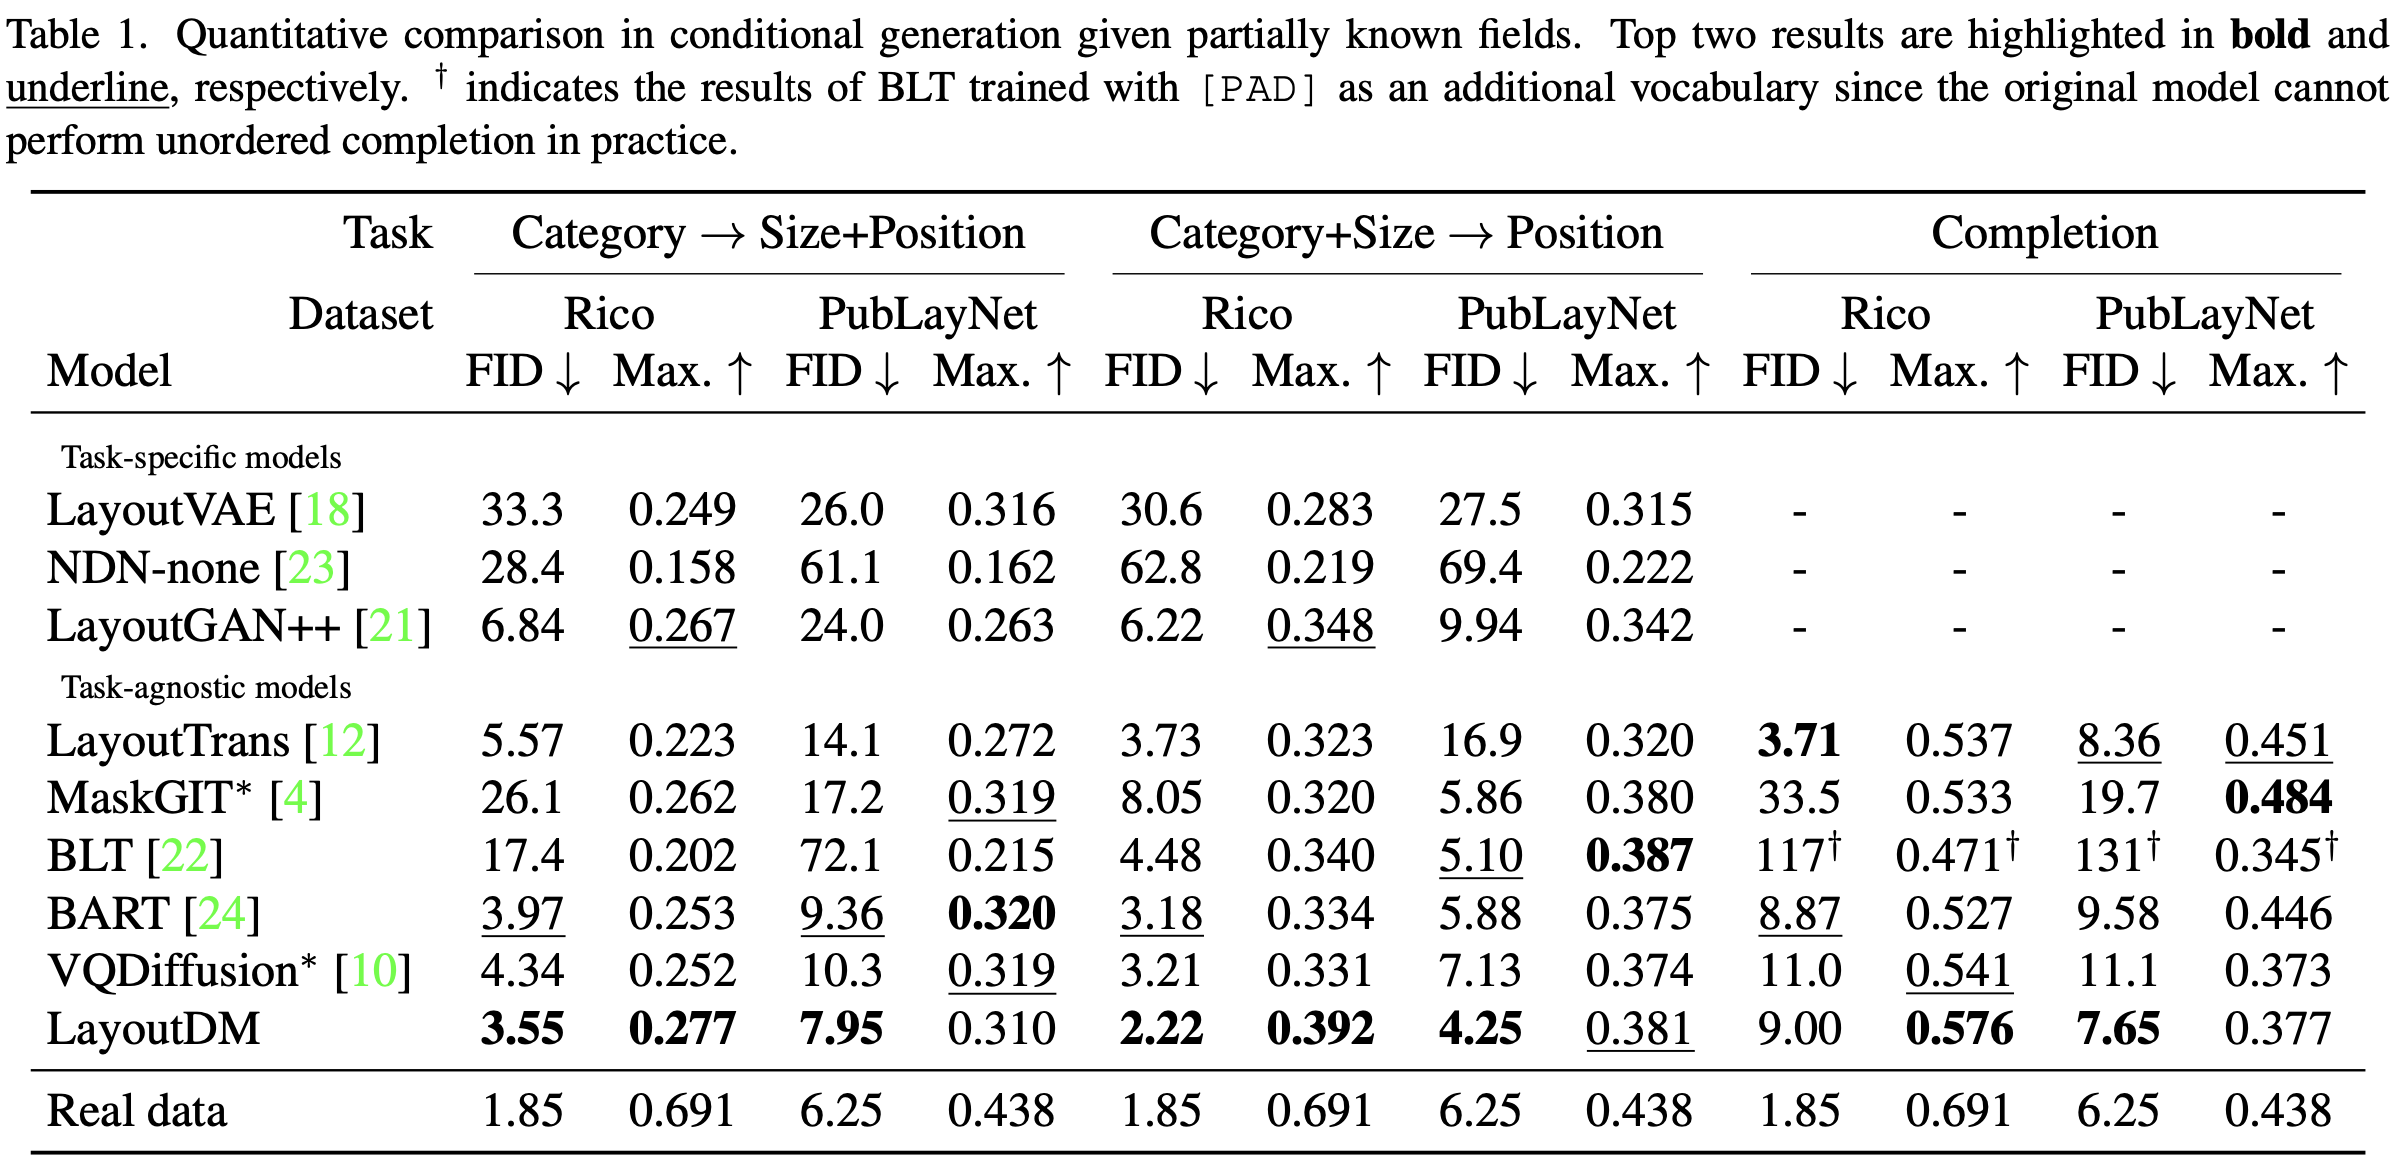 Table 1. Quantitative comparison in conditional generation given partially known fields. Top two results are highlighted in bold and
underline, respectively. † indicates the results of BLT trained with [PAD] as an additional vocabulary since the original model cannot
perform unordered completion in practice.
Task Category → Size+Position Category+Size → Position Completion
Dataset Rico PubLayNet Rico PubLayNet Rico PubLayNet
Model FID ↓ Max. ↑ FID ↓ Max. ↑ FID ↓ Max. ↑ FID ↓ Max. ↑ FID ↓ Max. ↑ FID ↓ Max. ↑
Task-specific models
LayoutVAE [18] 33.3 0.249 26.0 0.316 30.6 0.283 27.5 0.315 - - - -
NDN-none [23] 28.4 0.158 61.1 0.162 62.8 0.219 69.4 0.222 - - - -
LayoutGAN++ [21] 6.84 0.267 24.0 0.263 6.22 0.348 9.94 0.342 - - - -
Task-agnostic models
LayoutTrans [12] 5.57 0.223 14.1 0.272 3.73 0.323 16.9 0.320 3.71 0.537 8.36 0.451
MaskGIT* [4] 26.1 0.262 17.2 0.319 8.05 0.320 5.86 0.380 33.5 0.533 19.7 0.484
BLT [22] 17.4 0.202 72.1 0.215 4.48 0.340 5.10 0.387 117† 0.471† 131† 0.345†
BART [24] 3.97 0.253 9.36 0.320 3.18 0.334 5.88 0.375 8.87 0.527 9.58 0.446
VQDiffusion* [10] 4.34 0.252 10.3 0.319 3.21 0.331 7.13 0.374 11.0 0.541 11.1 0.373
LayoutDM 3.55 0.277 7.95 0.310 2.22 0.392 4.25 0.381 9.00 0.576 7.65 0.377
Real data 1.85 0.691 6.25 0.438 1.85 0.691 6.25 0.438 1.85 0.691 6.25 0.438